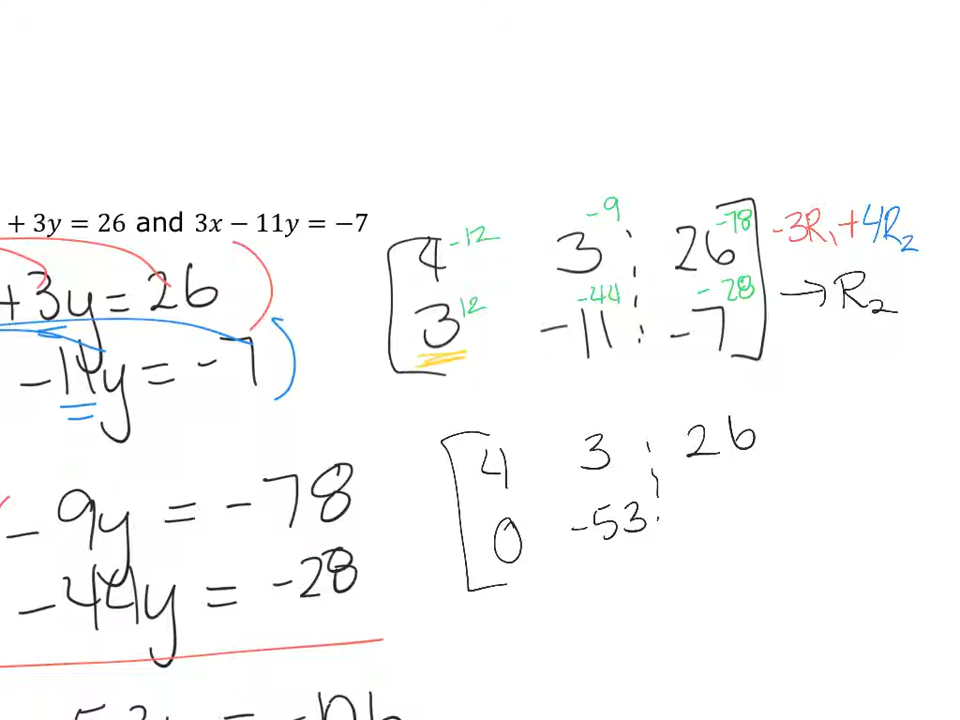 + 3y = 26 and 3x − 11y = −7
+3y = 26
-11y = -7
-9y = -78
-44y = -28
4 -12 3 -9 26 -78 -3R₁+4R₂
3 12 -11 -44 -7 -28 → R₂
4 3 26
0 -53